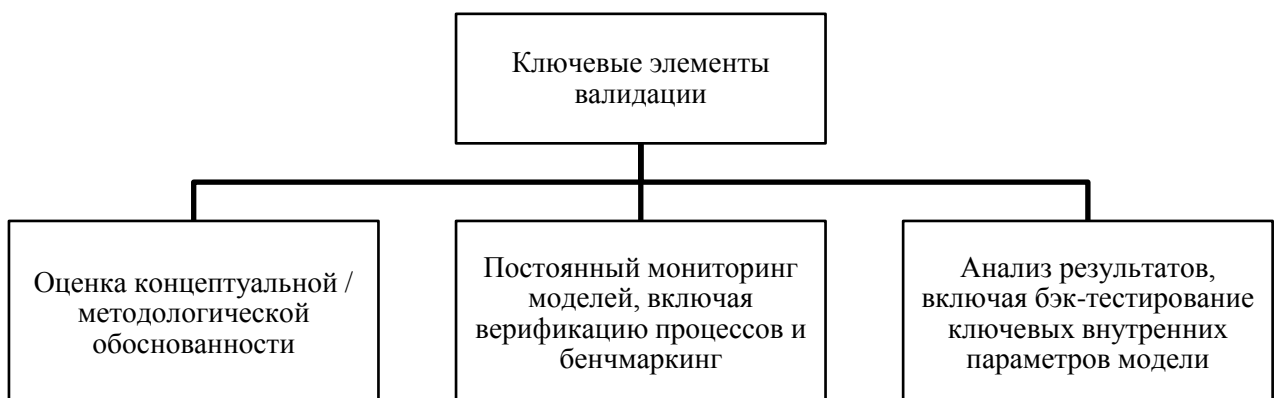 Ключевые элементы
валидации
Оценка концептуальной /
методологической
обоснованности
Постоянный мониторинг
моделей, включая
верификацию процессов и
бенчмаркинг
Анализ результатов,
включая бэк-тестирование
ключевых внутренних
параметров модели